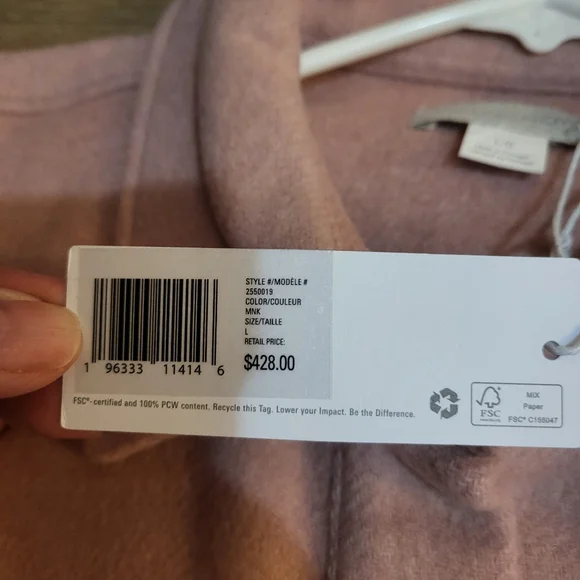 STYLE #/MODÈLE #
2550019
COLOR/COULEUR
MNK
SIZE/TAILLE
L
RETAIL PRICE:
$428.00
1 96333 11414 6
FSC®-certified and 100% PCW content. Recycle this Tag. Lower your Impact. Be the Difference.
FSC
MIX
Paper
FSC® C156047